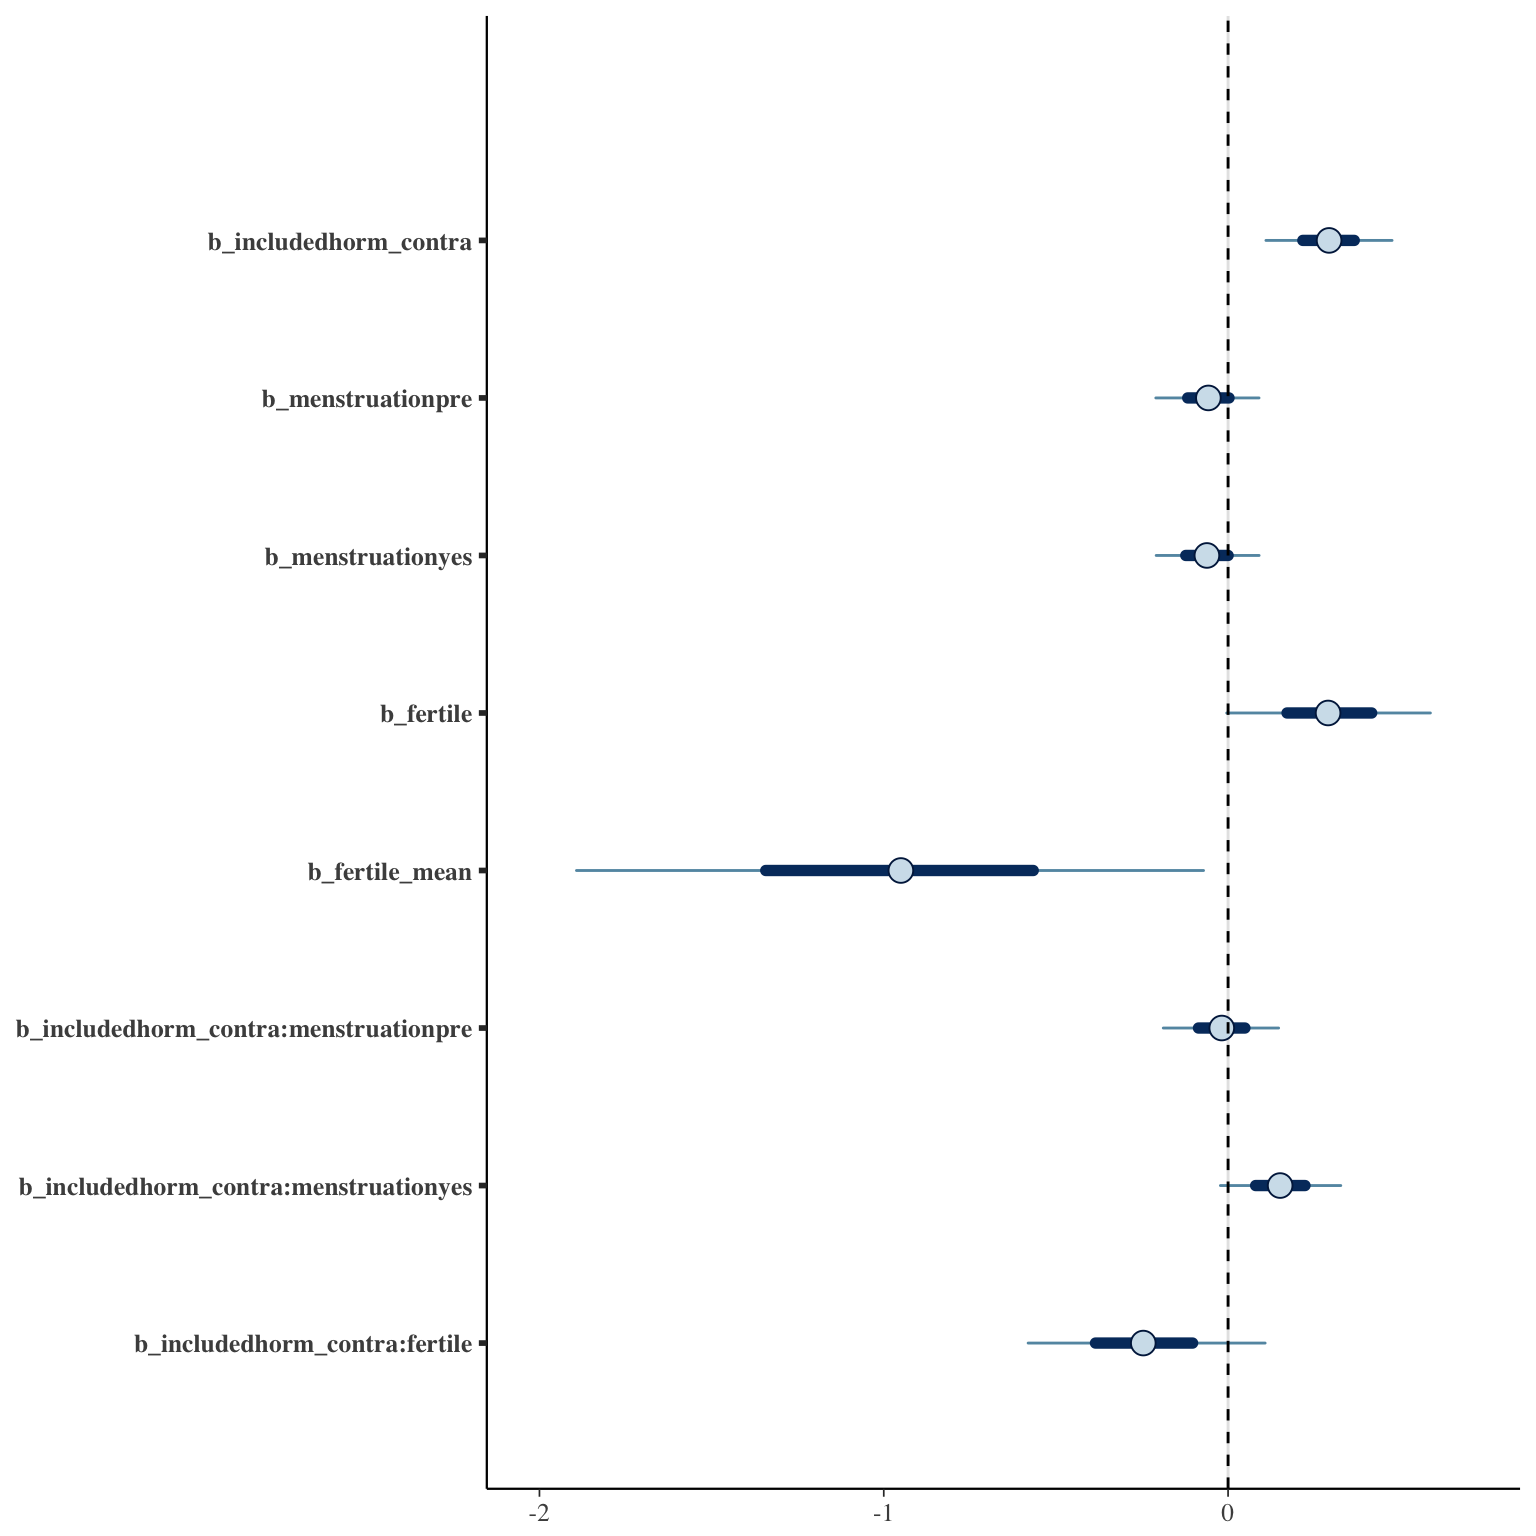 b_includedhorm_contra
b_menstruationpre
b_menstruationyes
b_fertile
b_fertile_mean
b_includedhorm_contra:menstruationpre
b_includedhorm_contra:menstruationyes
b_includedhorm_contra:fertile
-2 -1 0